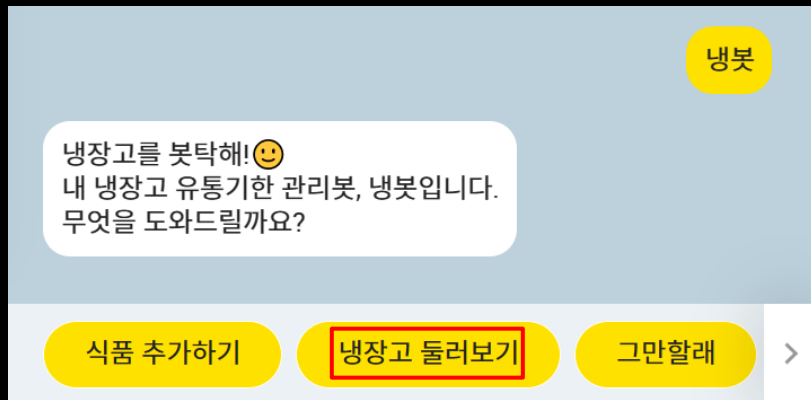 냉봇
냉장고를 봇탁해!🙂
내 냉장고 유통기한 관리봇, 냉봇입니다.
무엇을 도와드릴까요?
식품 추가하기
냉장고 둘러보기
그만할래